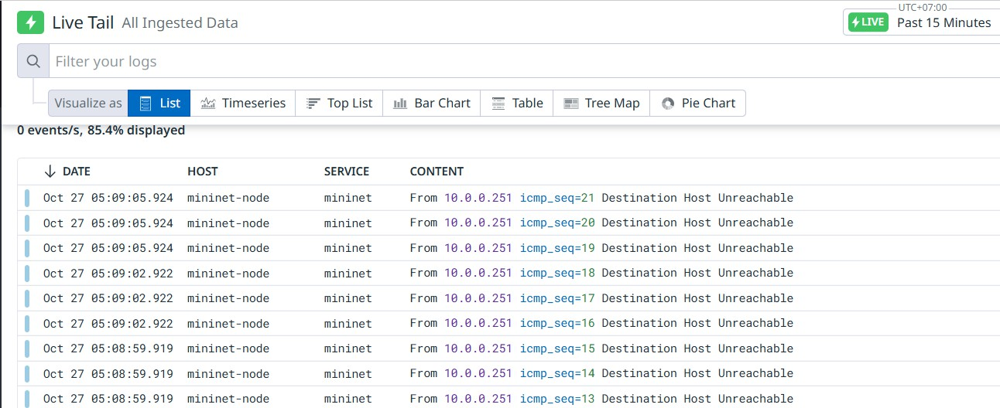 Live Tail All Ingested Data
UTC+07:00
LIVE Past 15 Minutes
Filter your logs
Visualize as List Timeseries Top List Bar Chart Table Tree Map Pie Chart
0 events/s, 85.4% displayed
DATE HOST SERVICE CONTENT
Oct 27 05:09:05.924 mininet-node mininet From 10.0.0.251 icmp_seq=21 Destination Host Unreachable
Oct 27 05:09:05.924 mininet-node mininet From 10.0.0.251 icmp_seq=20 Destination Host Unreachable
Oct 27 05:09:05.924 mininet-node mininet From 10.0.0.251 icmp_seq=19 Destination Host Unreachable
Oct 27 05:09:02.922 mininet-node mininet From 10.0.0.251 icmp_seq=18 Destination Host Unreachable
Oct 27 05:09:02.922 mininet-node mininet From 10.0.0.251 icmp_seq=17 Destination Host Unreachable
Oct 27 05:09:02.922 mininet-node mininet From 10.0.0.251 icmp_seq=16 Destination Host Unreachable
Oct 27 05:08:59.919 mininet-node mininet From 10.0.0.251 icmp_seq=15 Destination Host Unreachable
Oct 27 05:08:59.919 mininet-node mininet From 10.0.0.251 icmp_seq=14 Destination Host Unreachable
Oct 27 05:08:59.919 mininet-node mininet From 10.0.0.251 icmp_seq=13 Destination Host Unreachable